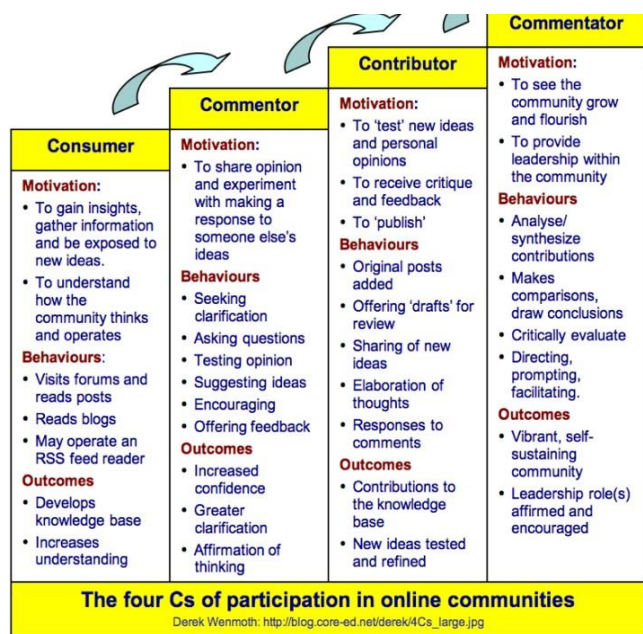 Consumer
Motivation:
• To gain insights,
gather information
and be exposed to
new ideas.
• To understand
how the
community thinks
and operates
Behaviours:
• Visits forums and
reads posts
• Reads blogs
• May operate an
RSS feed reader
Outcomes
• Develops
knowledge base
• Increases
understanding
Commentor
Motivation:
• To share opinion
and experiment
with making a
response to
someone else's
ideas
Behaviours
• Seeking
clarification
• Asking questions
• Testing opinion
• Suggesting ideas
• Encouraging
• Offering feedback
Outcomes
• Increased
confidence
• Greater
clarification
• Affirmation of
thinking
Contributor
Motivation:
• To 'test' new ideas
and personal
opinions
• To receive critique
and feedback
• To 'publish'
Behaviours
• Original posts
added
• Offering 'drafts' for
review
• Sharing of new
ideas
• Elaboration of
thoughts
• Responses to
comments
Outcomes
• Contributions to
the knowledge
base
• New ideas tested
and refined
Commentator
Motivation:
• To see the
community grow
and flourish
• To provide
leadership within
the community
Behaviours
• Analyse/
synthesize
contributions
• Makes
comparisons,
draw conclusions
• Critically evaluate
• Directing,
prompting,
facilitating.
Outcomes
• Vibrant, self-
sustaining
community
• Leadership role(s)
affirmed and
encouraged
The four Cs of participation in online communities
Derek Wenmoth: http://blog.core-ed.net/derek/4Cs_large.jpg